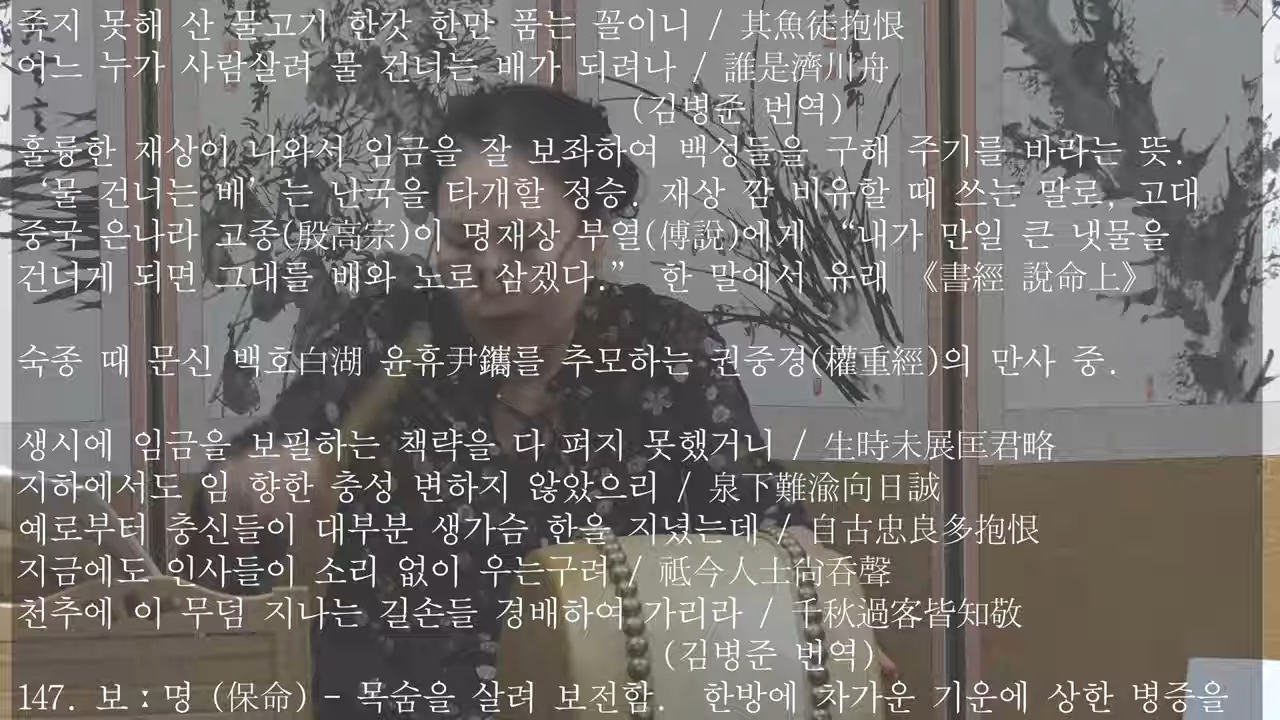 죽지 못해 산 물고기 한갓 한만 품는 꼴이니 / 其魚徒抱恨
어느 누가 사람살려 물 건너는 배가 되려나 / 誰是濟川舟
(김병준 번역)
훌륭한 재상이 나와서 임금을 잘 보좌하여 백성들을 구해 주기를 바라는 뜻.
‘물 건너는 배’는 난국을 타개할 정승. 재상 깜 비유할 때 쓰는 말로, 고대
중국 은나라 고종(殷高宗)이 명재상 부열(傅說)에게 “내가 만일 큰 냇물을
건너게 되면 그대를 배와 노로 삼겠다.” 한 말에서 유래 《書經 說命上》
숙종 때 문신 백호白湖 윤휴尹鑴를 추모하는 권중경(權重經)의 만사 중.
생시에 임금을 보필하는 책략을 다 펴지 못했거니 / 生時未展匡君略
지하에서도 임 향한 충성 변하지 않았으리 / 泉下難渝向日誠
예로부터 충신들이 대부분 생가슴 한을 지녔는데 / 自古忠良多抱恨
지금에도 인사들이 소리 없이 우는구려 / 祗今人士尙呑聲
천추에 이 무덤 지나는 길손들 경배하여 가리라 / 千秋過客皆知敬
(김병준 번역)
147. 보:명 (保命) - 목숨을 살려 보전함. 한방에 차가운 기운에 상한 병증을